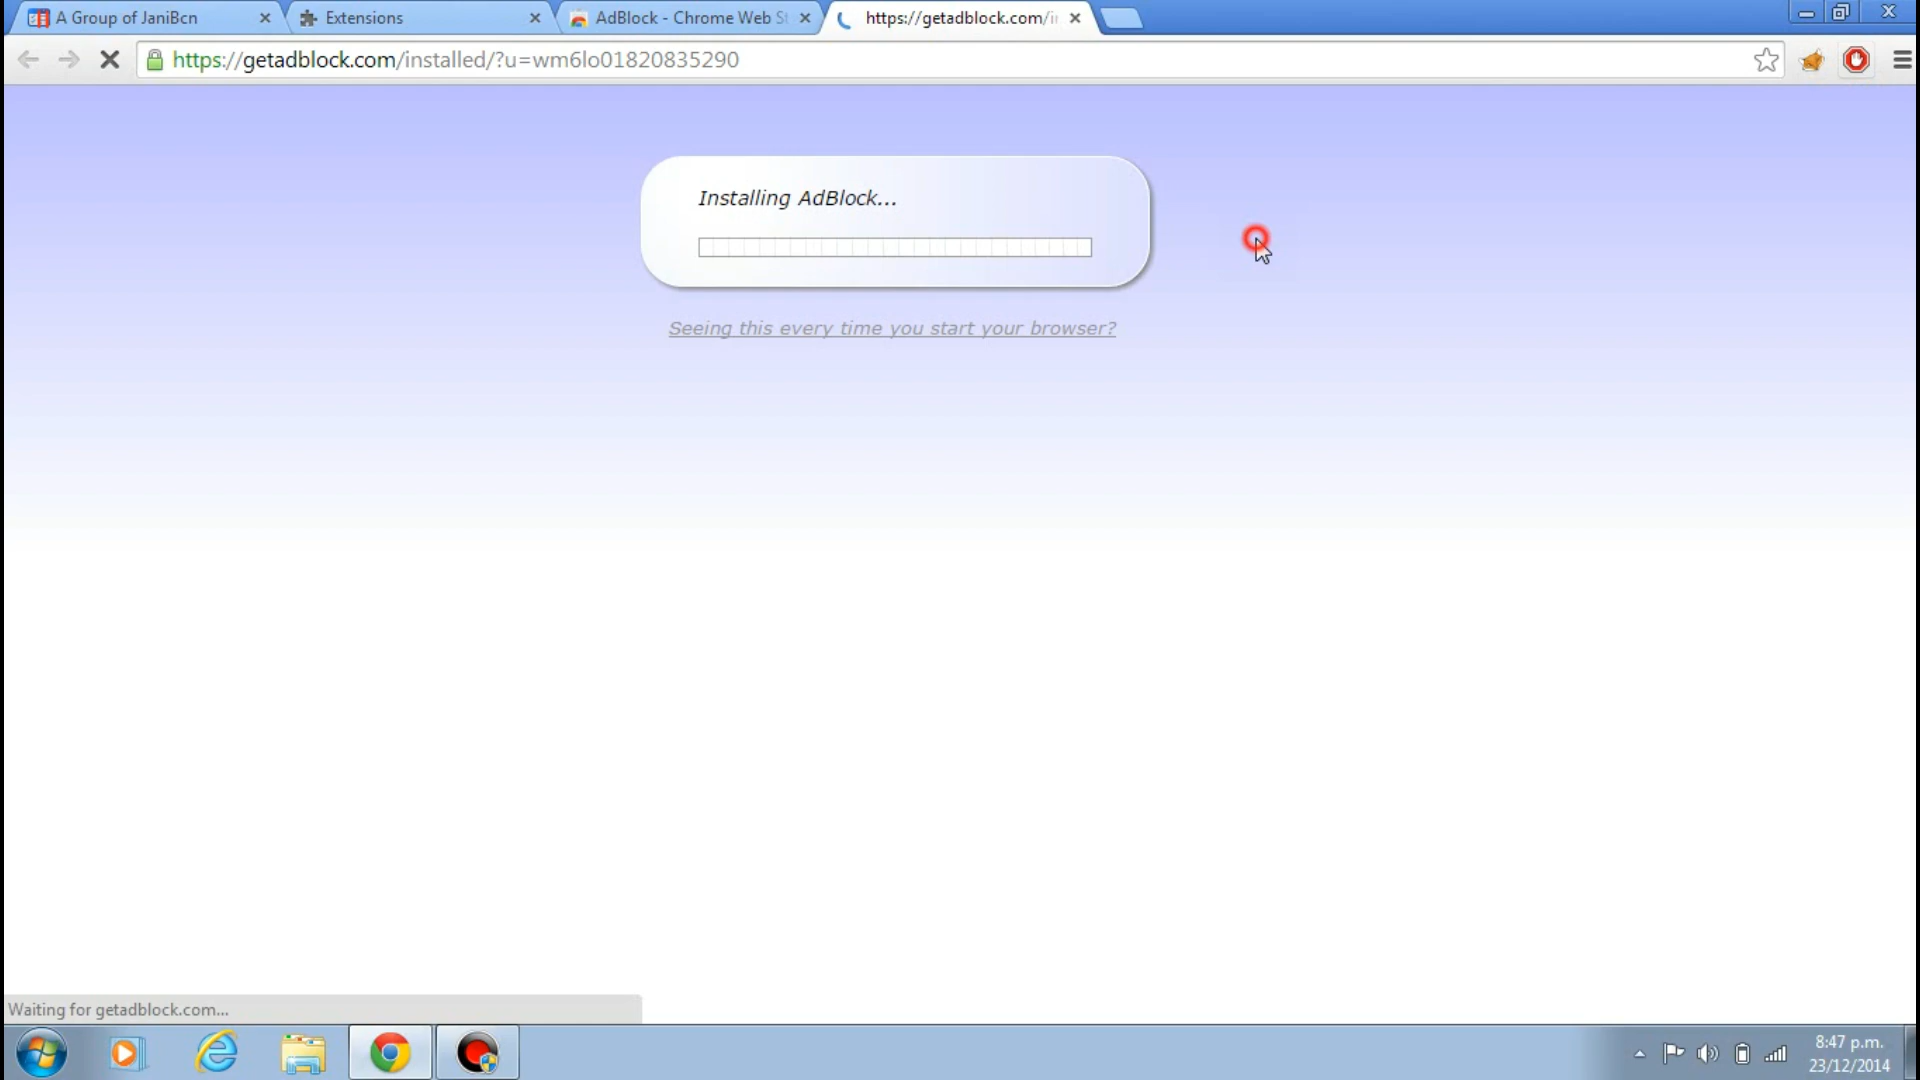 A Group of JaniBcn
Extensions
AdBlock - Chrome Web St
https://getadblock.com/i
https://getadblock.com/installed/?u=wm6lo01820835290
Installing AdBlock...
Seeing this every time you start your browser?
Waiting for getadblock.com...
8:47 p.m.
23/12/2014